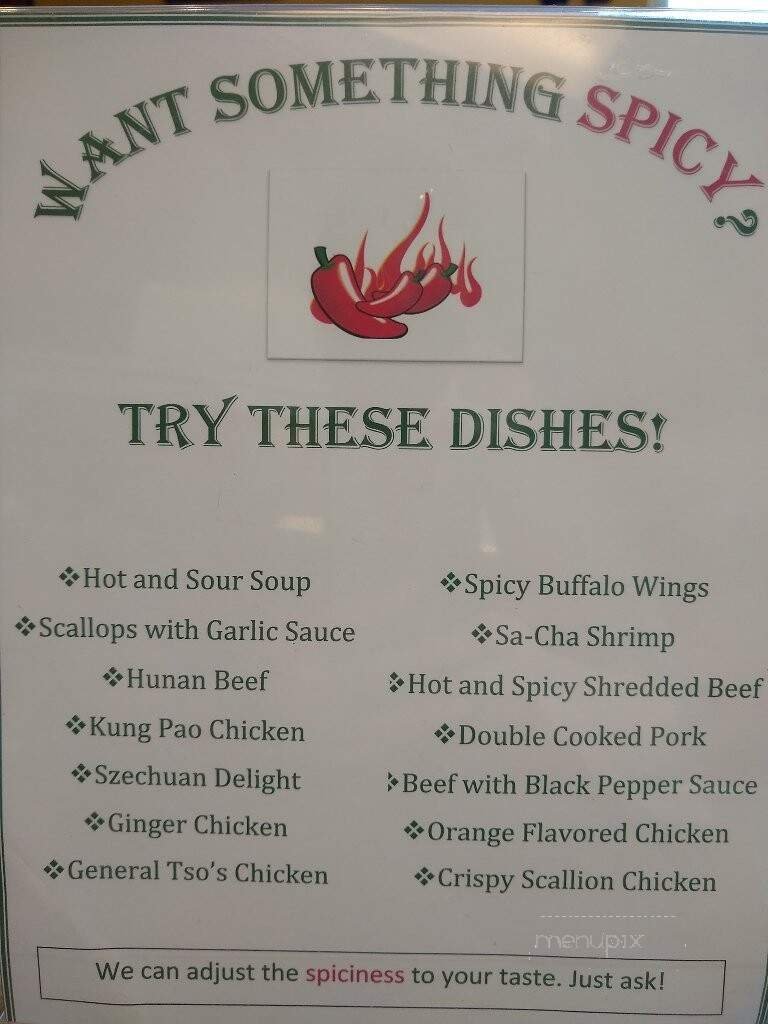 WANT SOMETHING SPICY?
TRY THESE DISHES!
❖Hot and Sour Soup
❖Scallops with Garlic Sauce
❖Hunan Beef
❖Kung Pao Chicken
❖Szechuan Delight
❖Ginger Chicken
❖General Tso's Chicken
❖Spicy Buffalo Wings
❖Sa-Cha Shrimp
❖Hot and Spicy Shredded Beef
❖Double Cooked Pork
❖Beef with Black Pepper Sauce
❖Orange Flavored Chicken
❖Crispy Scallion Chicken
menupix
We can adjust the spiciness to your taste. Just ask!